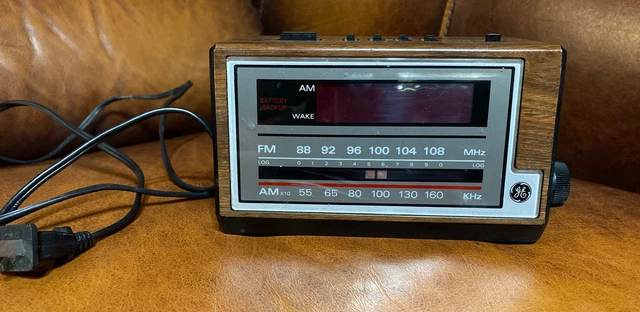 AM
BATTERY
BACKUP
WAKE
FM 88 92 96 100 104 108 MHz
LOG 0 1 2 3 4 5 6 7 8 9 0 LOG
AM x10 55 65 80 100 130 160 KHz
GE